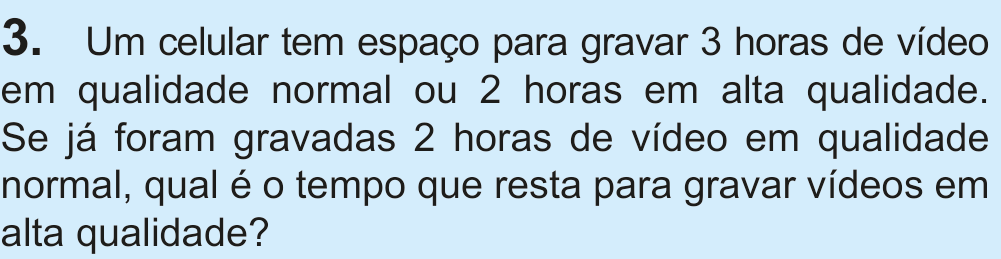 3. Um celular tem espaço para gravar 3 horas de vídeo
em qualidade normal ou 2 horas em alta qualidade.
Se já foram gravadas 2 horas de vídeo em qualidade
normal, qual é o tempo que resta para gravar vídeos em
alta qualidade?